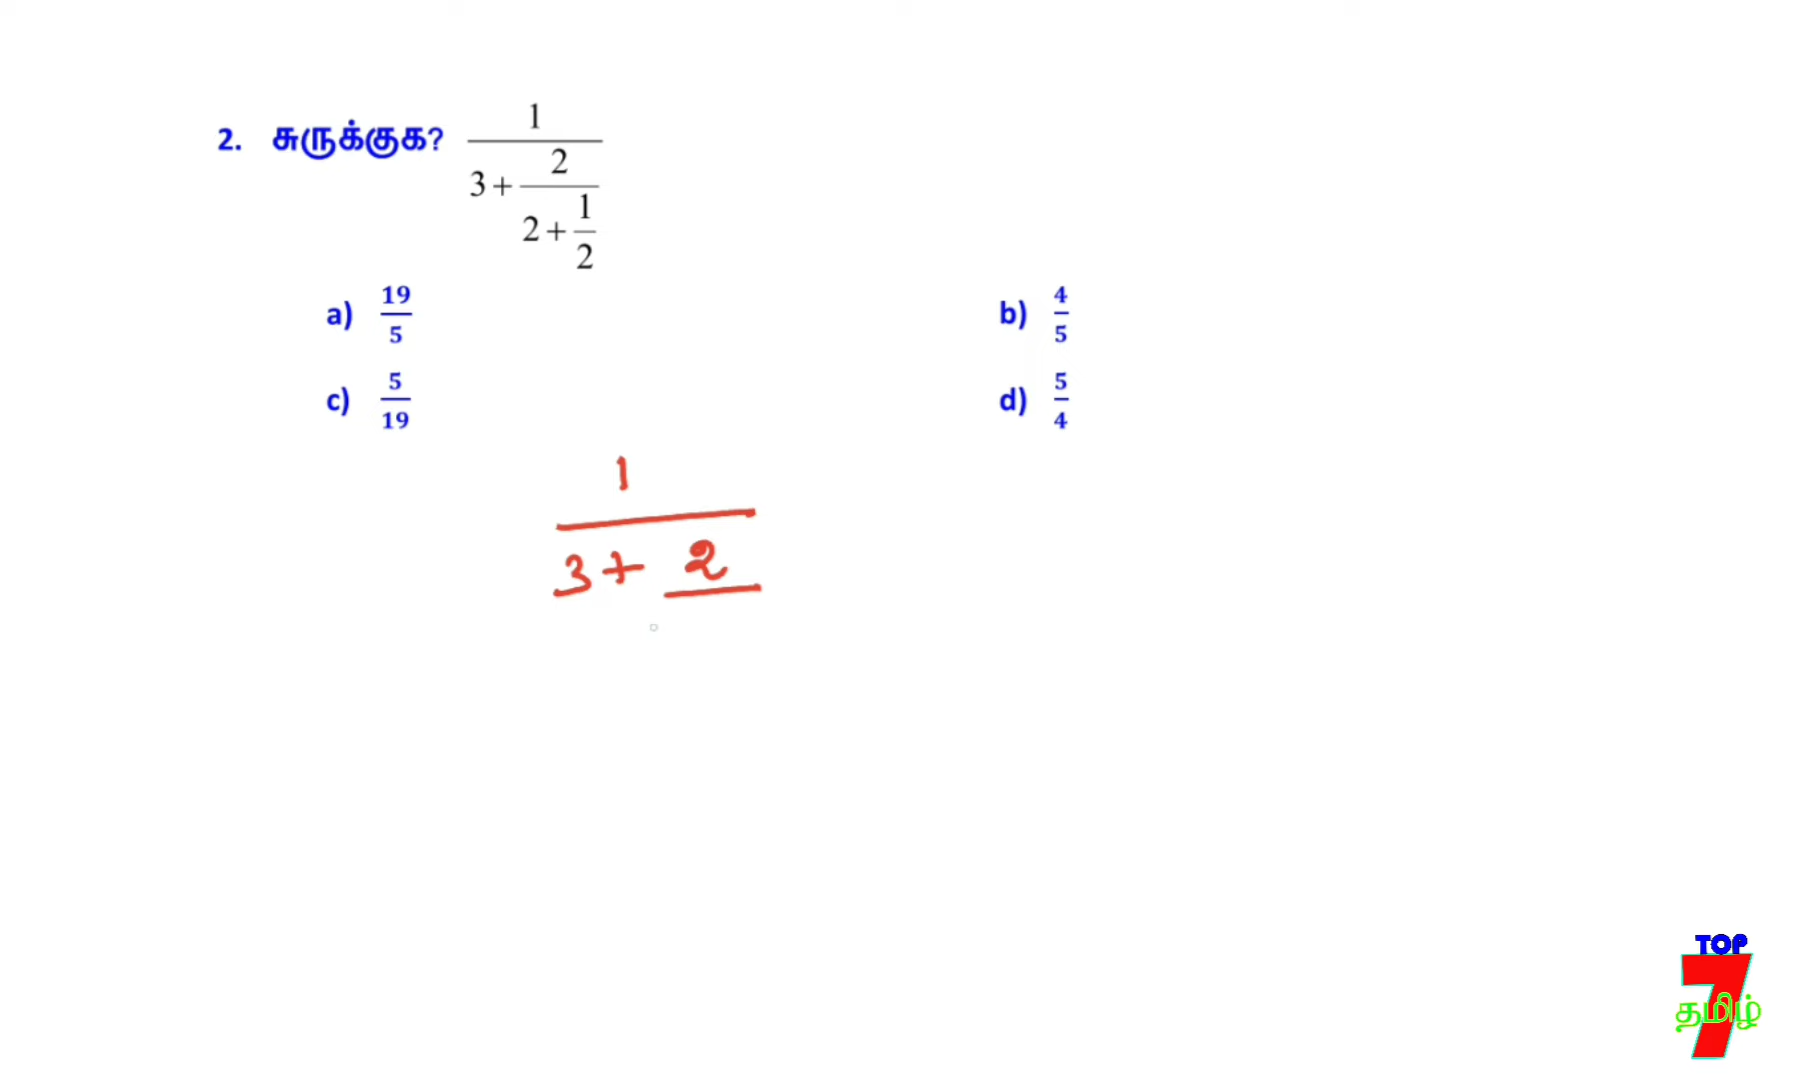 2. சுருக்குக? 1
3+ 2
2+ 1
2
a) 19/5
b) 4/5
c) 5/19
d) 5/4
1
3+ 2
TOP
7
தமிழ்